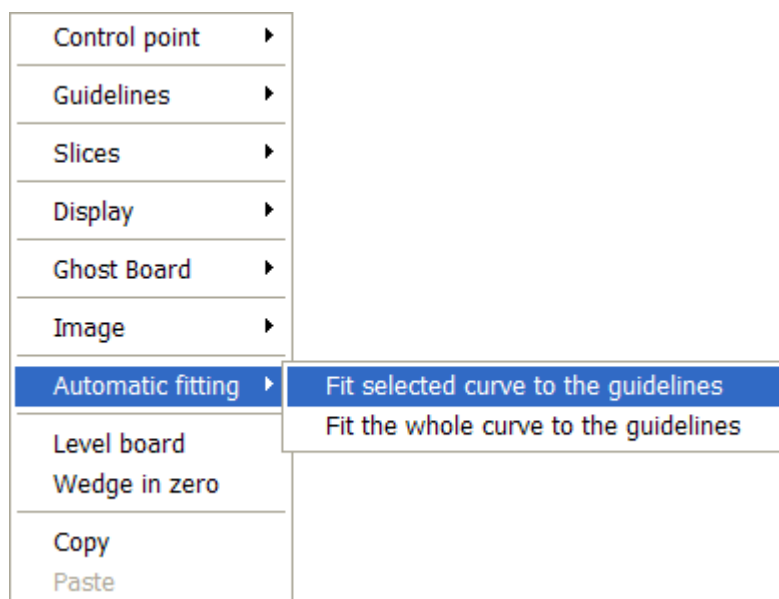 Control point
Guidelines
Slices
Display
Ghost Board
Image
Automatic fitting
Fit selected curve to the guidelines
Fit the whole curve to the guidelines
Level board
Wedge in zero
Copy
Paste